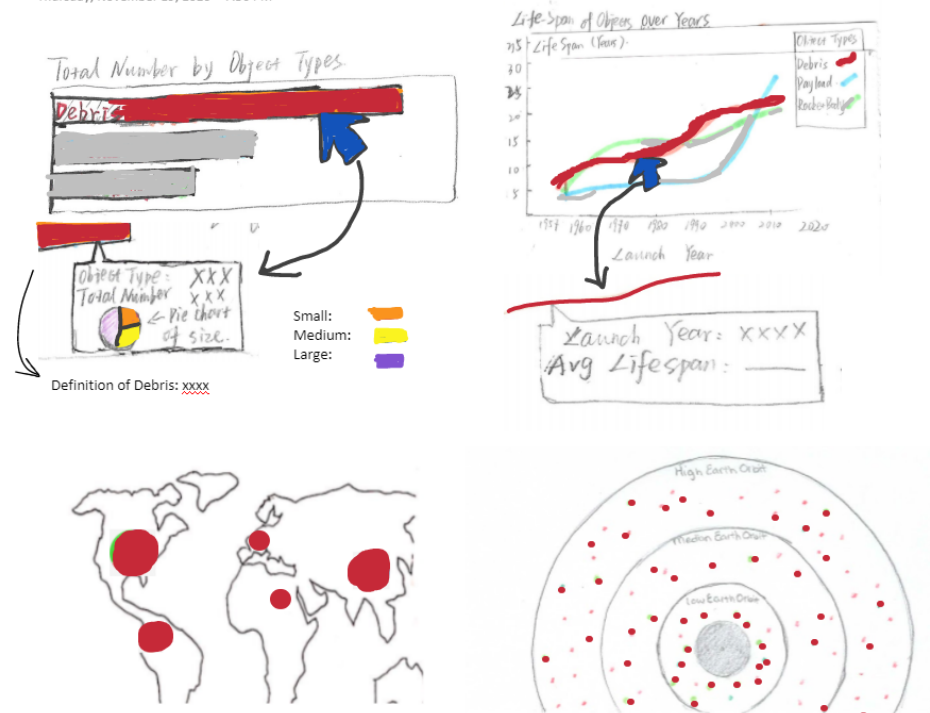 Total Number by Object Types.
Debris
Object Type: XXX
Total Number XXX
← Pie chart
of size.
Small:
Medium:
Large:
Definition of Debris: xxxx
Life-Span of Objects Over Years
Life Span (Years).
Object Types
Debris
Payload
Rocket Body
30
20
15
10
5
1957 1960 1970 1980 1990 2000 2010 2020
Launch Year
Launch Year: XXXX
Avg Lifespan: ____
High Earth Orbit
Median Earth Orbit
Low Earth Orbit